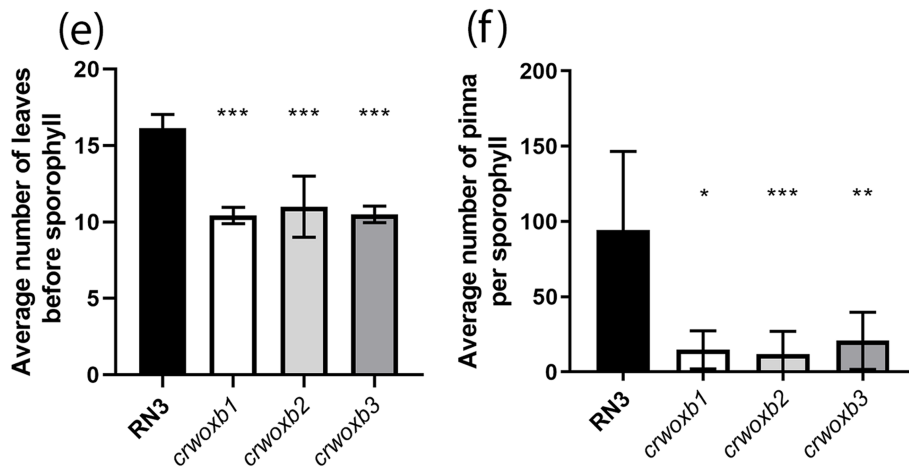 (e)
Average number of leaves
before sporophyll
20
15
10
5
0
***
***
***
RN3
crwoxb1
crwoxb2
crwoxb3
(f)
Average number of pinna
per sporophyll
200
150
100
50
0
*
***
**
RN3
crwoxb1
crwoxb2
crwoxb3